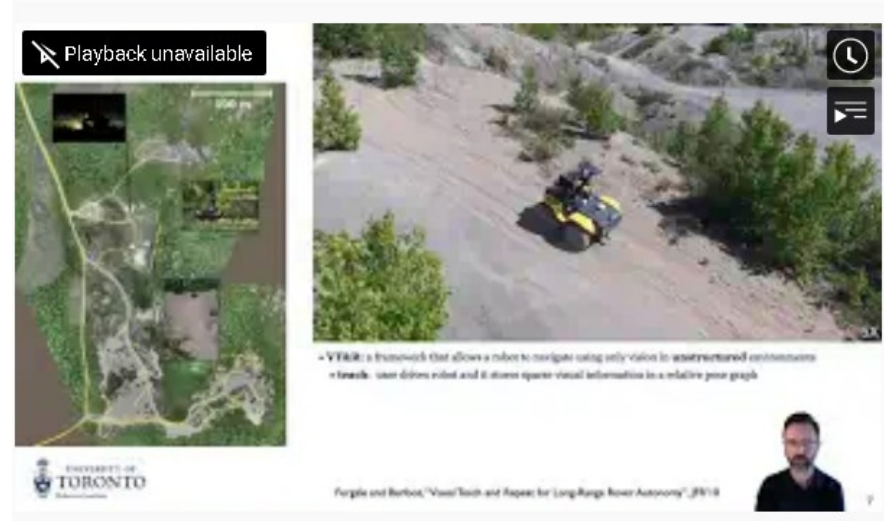 Playback unavailable
5X
• VT&R: a framework that allows a robot to navigate using only vision in unstructured environments
• teach: user drives robot and it stores sparse visual information in a relative pose graph
UNIVERSITY OF
TORONTO
Furgale and Barfoot, "Visual Teach and Repeat for Long-Range Rover Autonomy", JFR'10
7